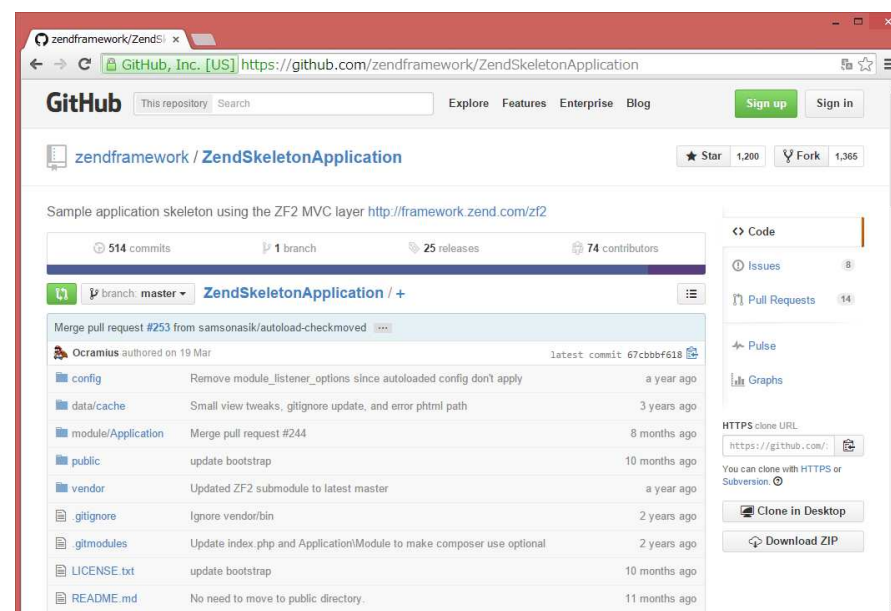 zendframework/ZendSk
GitHub, Inc. [US] https://github.com/zendframework/ZendSkeletonApplication
GitHub This repository Search Explore Features Enterprise Blog Sign up Sign in
zendframework / ZendSkeletonApplication Star 1,200 Fork 1,365
Sample application skeleton using the ZF2 MVC layer http://framework.zend.com/zf2
514 commits 1 branch 25 releases 74 contributors
branch: master ZendSkeletonApplication / +
Merge pull request #253 from samsonasik/autoload-checkmoved ...
Ocramius authored on 19 Mar latest commit 67cbbbf618
config Remove module_listener_options since autoloaded config don't apply a year ago
data/cache Small view tweaks, gitignore update, and error phtml path 3 years ago
module/Application Merge pull request #244 8 months ago
public update bootstrap 10 months ago
vendor Updated ZF2 submodule to latest master a year ago
.gitignore Ignore vendor/bin 2 years ago
.gitmodules Update index.php and Application\Module to make composer use optional 2 years ago
LICENSE.txt update bootstrap 10 months ago
README.md No need to move to public directory. 11 months ago
Code
Issues 8
Pull Requests 14
Pulse
Graphs
HTTPS clone URL
https://github.com/
You can clone with HTTPS or
Subversion.
Clone in Desktop
Download ZIP